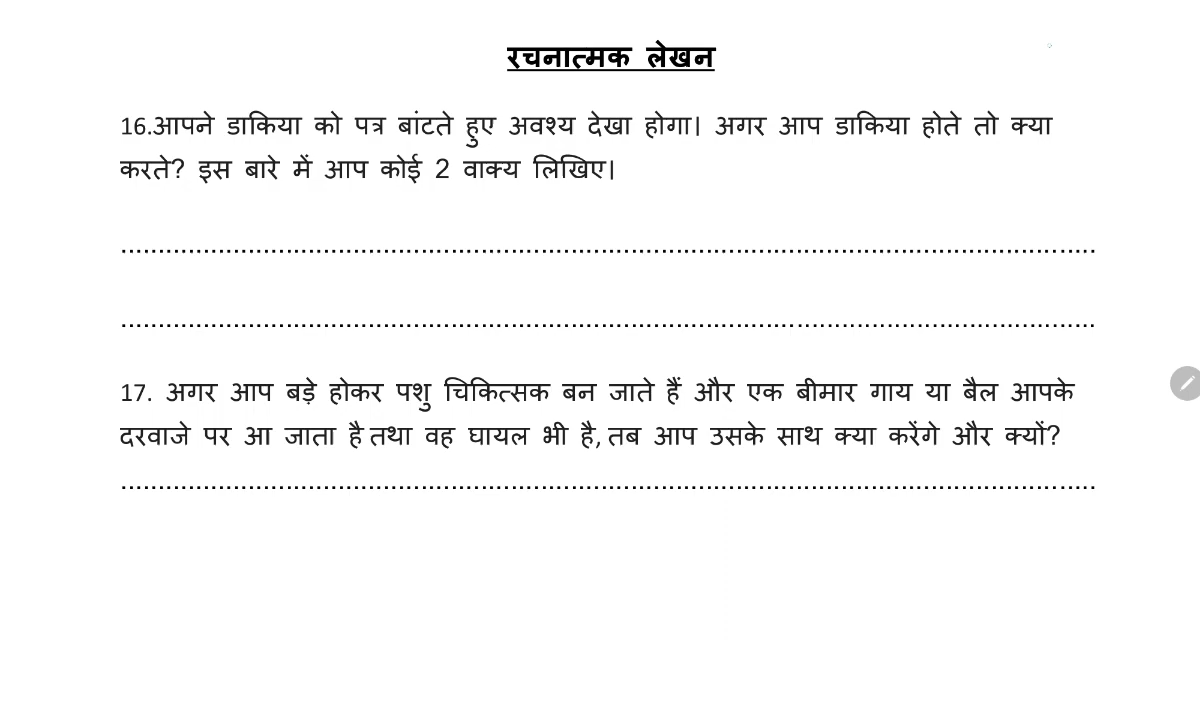 रचनात्मक लेखन
16.आपने डाकिया को पत्र बांटते हुए अवश्य देखा होगा। अगर आप डाकिया होते तो क्या
करते? इस बारे में आप कोई 2 वाक्य लिखिए।
....................................................................................................................................
....................................................................................................................................
17. अगर आप बड़े होकर पशु चिकित्सक बन जाते हैं और एक बीमार गाय या बैल आपके
दरवाजे पर आ जाता है तथा वह घायल भी है, तब आप उसके साथ क्या करेंगे और क्यों?
....................................................................................................................................